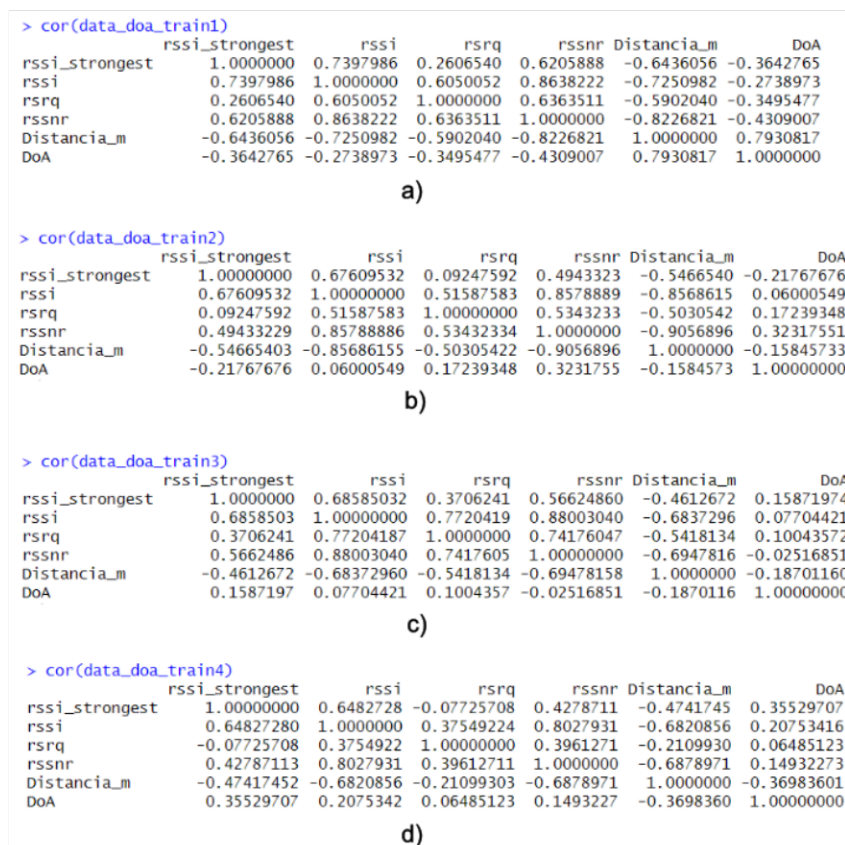 > cor(data_doa_train1)
rssi_strongest rssi rsrq rssnr Distancia_m DoA
rssi_strongest 1.0000000 0.7397986 0.2606540 0.6205888 -0.6436056 -0.3642765
rssi 0.7397986 1.0000000 0.6050052 0.8638222 -0.7250982 -0.2738973
rsrq 0.2606540 0.6050052 1.0000000 0.6363511 -0.5902040 -0.3495477
rssnr 0.6205888 0.8638222 0.6363511 1.0000000 -0.8226821 -0.4309007
Distancia_m -0.6436056 -0.7250982 -0.5902040 -0.8226821 1.0000000 0.7930817
DoA -0.3642765 -0.2738973 -0.3495477 -0.4309007 0.7930817 1.0000000
a)
> cor(data_doa_train2)
rssi_strongest rssi rsrq rssnr Distancia_m DoA
rssi_strongest 1.00000000 0.67609532 0.09247592 0.4943323 -0.5466540 -0.21767676
rssi 0.67609532 1.00000000 0.51587583 0.8578889 -0.8568615 0.06000549
rsrq 0.09247592 0.51587583 1.00000000 0.5343233 -0.5030542 0.17239348
rssnr 0.49433229 0.85788886 0.53432334 1.0000000 -0.9056896 0.32317551
Distancia_m -0.54665403 -0.85686155 -0.50305422 -0.9056896 1.0000000 -0.15845733
DoA -0.21767676 0.06000549 0.17239348 0.3231755 -0.1584573 1.00000000
b)
> cor(data_doa_train3)
rssi_strongest rssi rsrq rssnr Distancia_m DoA
rssi_strongest 1.0000000 0.68585032 0.3706241 0.56624860 -0.4612672 0.15871974
rssi 0.6858503 1.00000000 0.7720419 0.88003040 -0.6837296 0.07704421
rsrq 0.3706241 0.77204187 1.0000000 0.74176047 -0.5418134 0.10043572
rssnr 0.5662486 0.88003040 0.7417605 1.00000000 -0.6947816 -0.02516851
Distancia_m -0.4612672 -0.68372960 -0.5418134 -0.69478158 1.0000000 -0.18701160
DoA 0.1587197 0.07704421 0.1004357 -0.02516851 -0.1870116 1.00000000
c)
> cor(data_doa_train4)
rssi_strongest rssi rsrq rssnr Distancia_m DoA
rssi_strongest 1.00000000 0.6482728 -0.07725708 0.4278711 -0.4741745 0.35529707
rssi 0.64827280 1.0000000 0.37549224 0.8027931 -0.6820856 0.20753416
rsrq -0.07725708 0.3754922 1.00000000 0.3961271 -0.2109930 0.06485123
rssnr 0.42787113 0.8027931 0.39612711 1.0000000 -0.6878971 0.14932273
Distancia_m -0.47417452 -0.6820856 -0.21099303 -0.6878971 1.0000000 -0.36983601
DoA 0.35529707 0.2075342 0.06485123 0.1493227 -0.3698360 1.00000000
d)